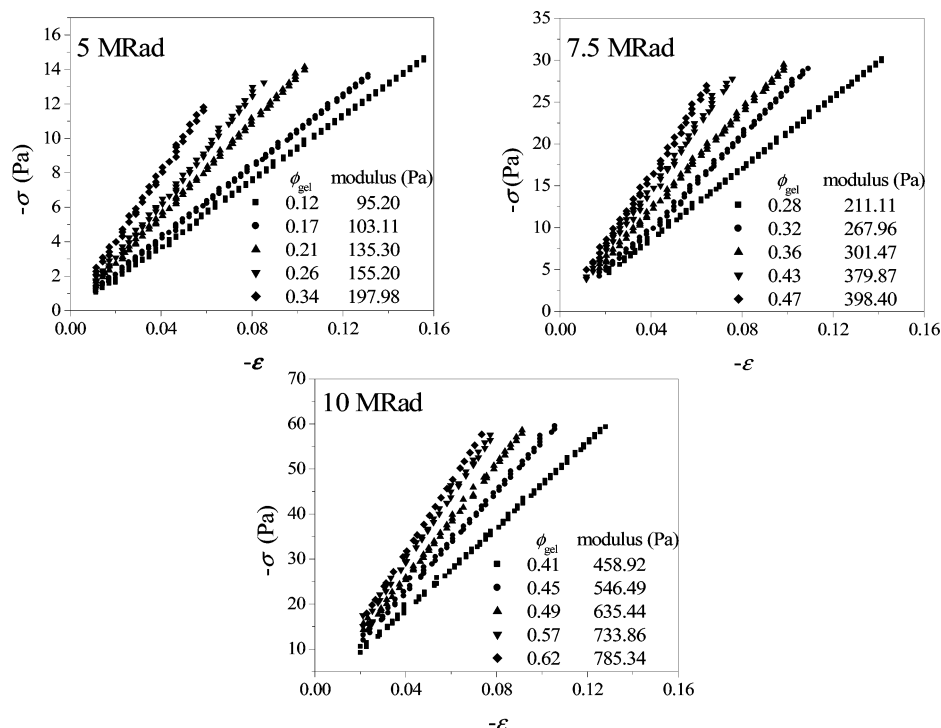 5 MRad
-σ (Pa)
16
14
12
10
8
6
4
2
0
0.00 0.04 0.08 0.12 0.16
-ε
ϕgel modulus (Pa)
0.12 95.20
0.17 103.11
0.21 135.30
0.26 155.20
0.34 197.98
7.5 MRad
-σ(Pa)
35
30
25
20
15
10
5
0
0.00 0.04 0.08 0.12 0.16
-ε
ϕgel modulus (Pa)
0.28 211.11
0.32 267.96
0.36 301.47
0.43 379.87
0.47 398.40
10 MRad
-σ (Pa)
70
60
50
40
30
20
10
0.00 0.04 0.08 0.12 0.16
-ε
ϕgel modulus (Pa)
0.41 458.92
0.45 546.49
0.49 635.44
0.57 733.86
0.62 785.34